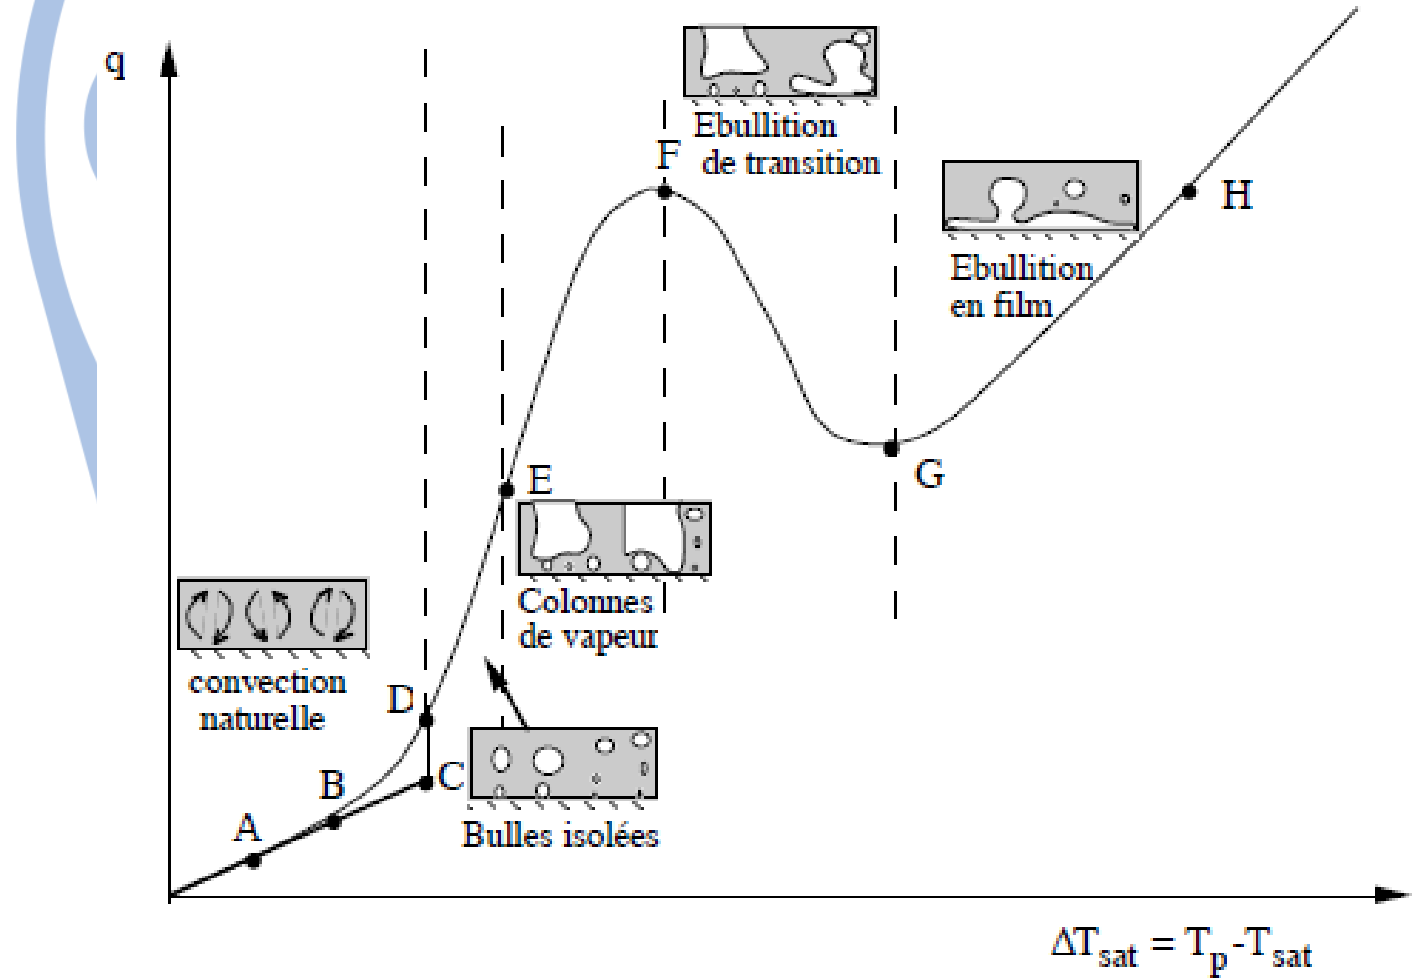 q
Ebullition
de transition
F
H
Ebullition
en film
G
E
Colonnes
de vapeur
convection
naturelle
D
C
B
A
Bulles isolées
ΔTsat = Tp-Tsat